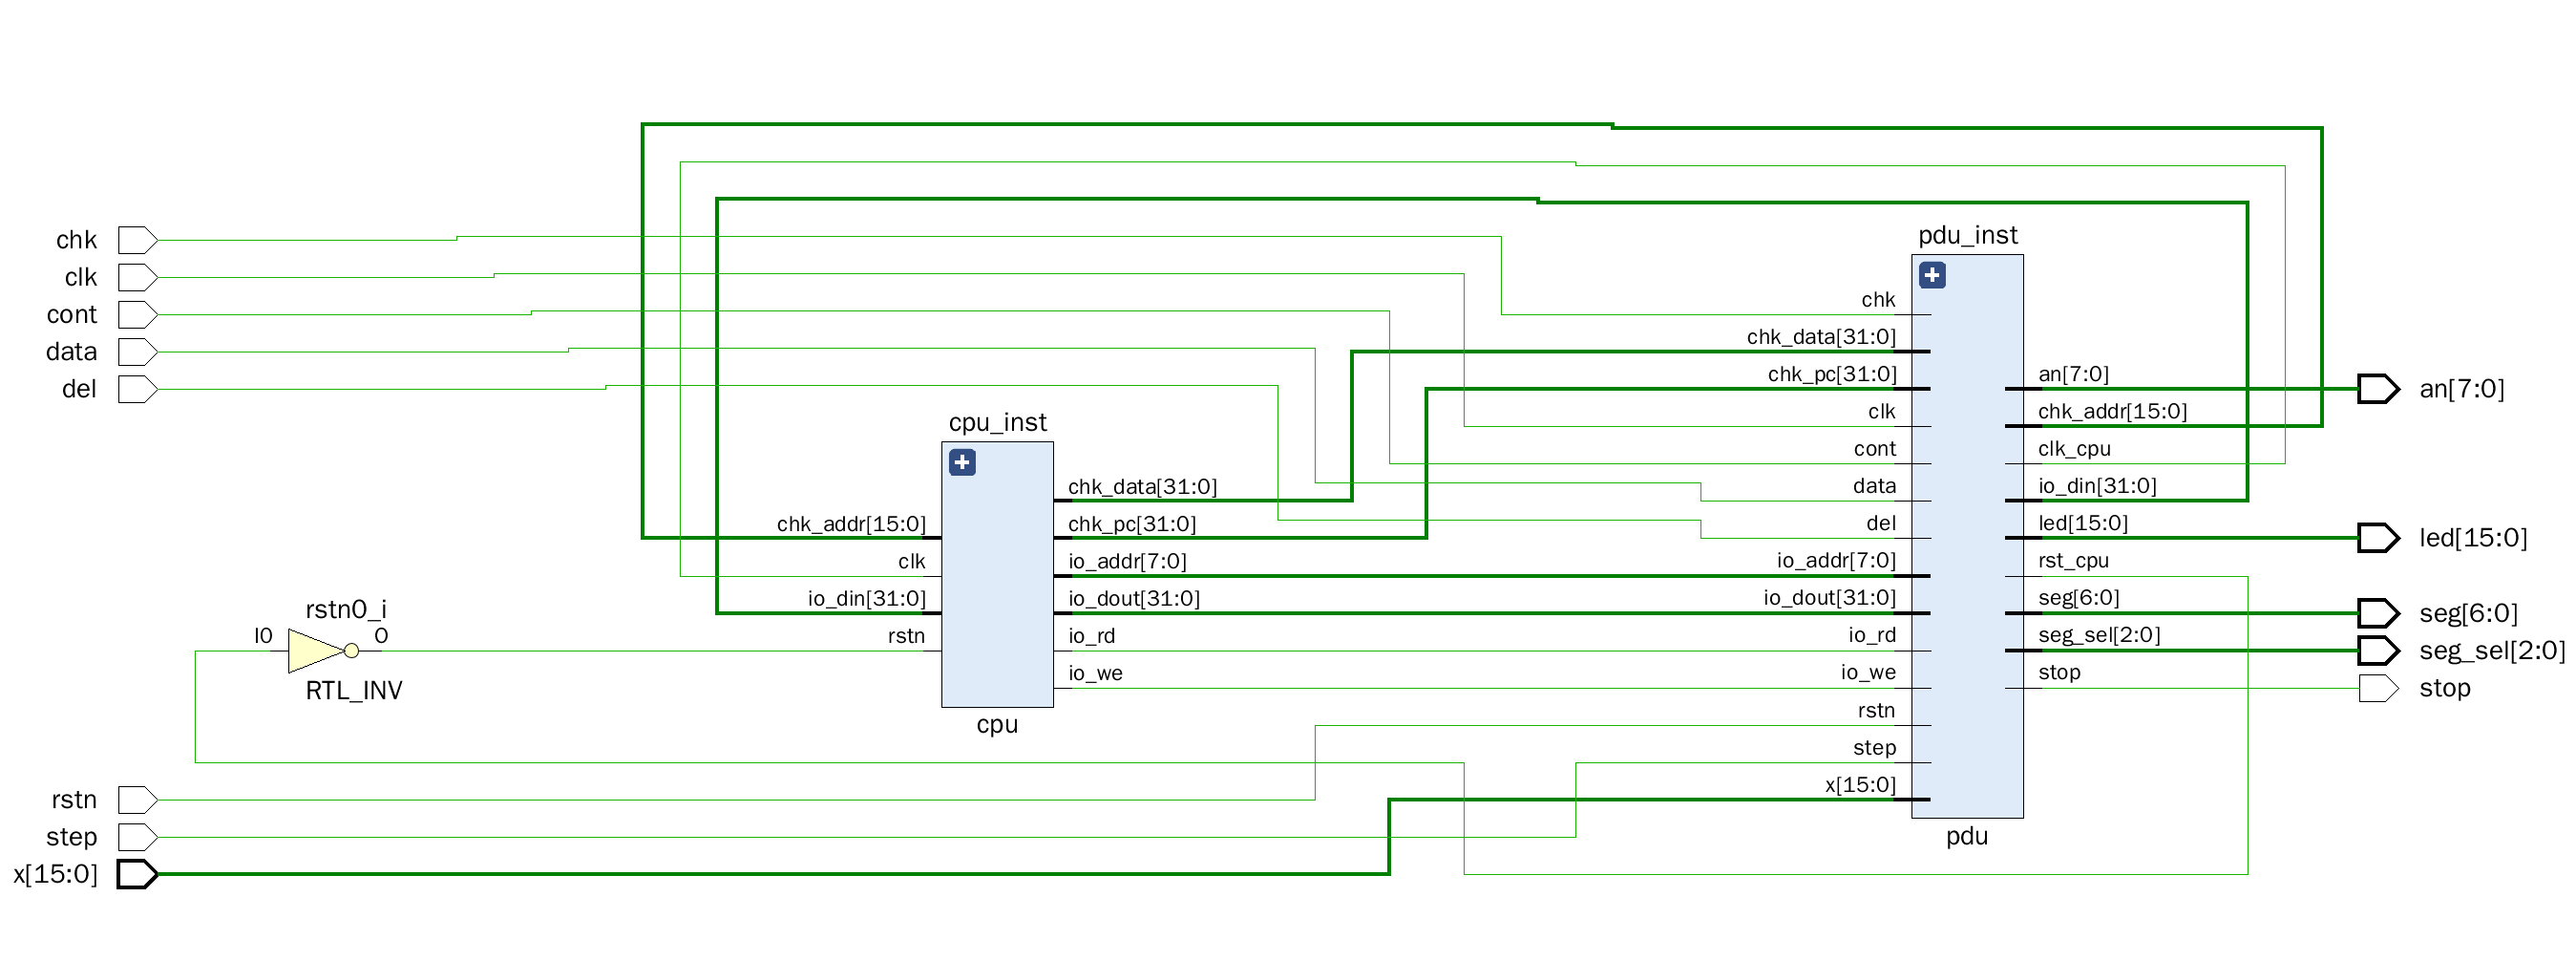 chk
clk
cont
data
del
rstn
step
x[15:0]
rstn0_i
I0
O
RTL_INV
cpu_inst
chk_addr[15:0]
clk
io_din[31:0]
rstn
chk_data[31:0]
chk_pc[31:0]
io_addr[7:0]
io_dout[31:0]
io_rd
io_we
cpu
pdu_inst
chk
chk_data[31:0]
chk_pc[31:0]
clk
cont
data
del
io_addr[7:0]
io_dout[31:0]
io_rd
io_we
rstn
step
x[15:0]
an[7:0]
chk_addr[15:0]
clk_cpu
io_din[31:0]
led[15:0]
rst_cpu
seg[6:0]
seg_sel[2:0]
stop
pdu
an[7:0]
led[15:0]
seg[6:0]
seg_sel[2:0]
stop